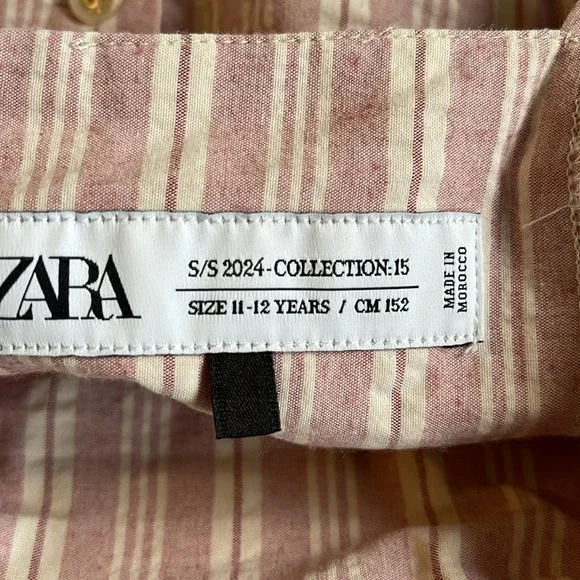 ZARA
S/S 2024-COLLECTION:15
SIZE 11-12 YEARS / CM 152
MADE IN
MOROCCO